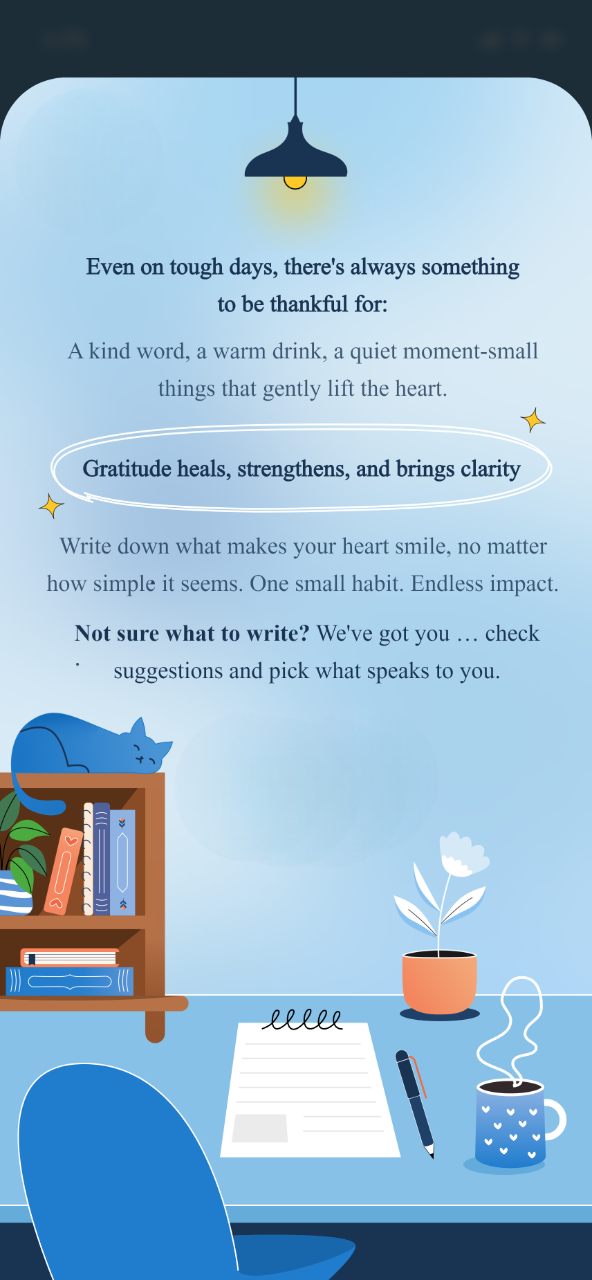 Even on tough days, there's always something
to be thankful for:
A kind word, a warm drink, a quiet moment-small
things that gently lift the heart.
Gratitude heals, strengthens, and brings clarity
Write down what makes your heart smile, no matter
how simple it seems. One small habit. Endless impact.
Not sure what to write? We've got you … check
suggestions and pick what speaks to you.